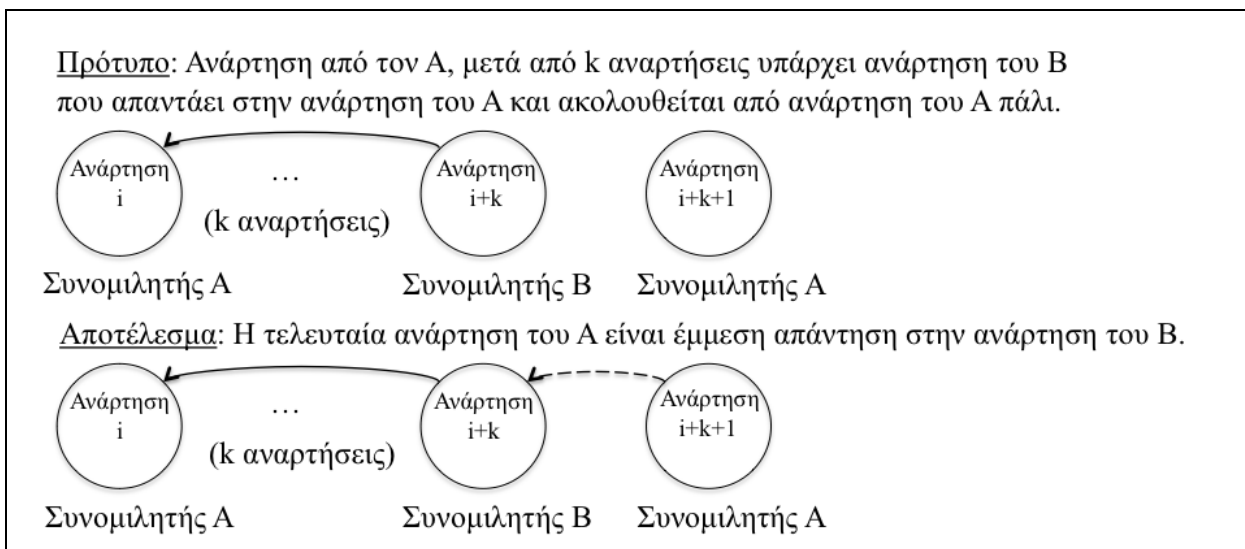 Πρότυπο: Ανάρτηση από τον Α, μετά από k αναρτήσεις υπάρχει ανάρτηση του Β
που απαντάει στην ανάρτηση του Α και ακολουθείται από ανάρτηση του Α πάλι.
Ανάρτηση
i
...
(k αναρτήσεις)
Ανάρτηση
i+k
Ανάρτηση
i+k+1
Συνομιλητής Α
Συνομιλητής Β
Συνομιλητής Α
Αποτέλεσμα: Η τελευταία ανάρτηση του Α είναι έμμεση απάντηση στην ανάρτηση του Β.
Ανάρτηση
i
...
(k αναρτήσεις)
Ανάρτηση
i+k
Ανάρτηση
i+k+1
Συνομιλητής Α
Συνομιλητής Β
Συνομιλητής Α